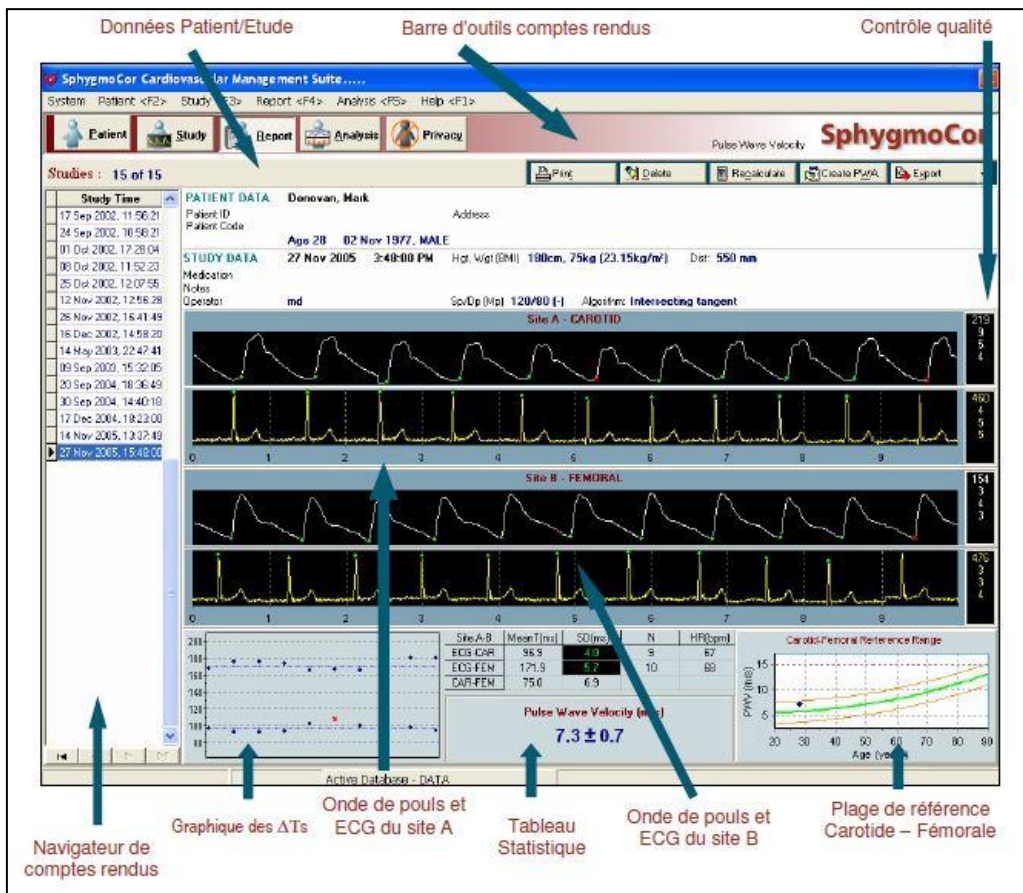 Données Patient/Etude
Barre d'outils comptes rendus
Contrôle qualité
SphygmoCor Cardiovascular Management Suite.....
System Patient <F2> Study <F3> Report <F4> Analysis <F5> Help <F1>
Patient Study Report Analysis Privacy
Pulse Wave Velocity
SphygmoCor
Studies : 15 of 15
Print Delete Recalculate Create PWA Export
Study Time
17 Sep 2002, 11:56:21
24 Sep 2002, 10:58:21
01 Oct 2002, 17:28:04
08 Oct 2002, 11:52:23
25 Oct 2002, 12:07:55
12 Nov 2002, 12:56:28
26 Nov 2002, 16:41:49
16 Dec 2002, 14:58:20
14 May 2003, 22:47:41
09 Sep 2003, 15:32:05
20 Sep 2004, 18:36:49
30 Sep 2004, 14:40:18
17 Dec 2004, 18:23:00
14 Nov 2005, 13:37:49
27 Nov 2005, 15:48:00
PATIENT DATA Donovan, Mark
Patient ID Address
Patient Code
Age 28 02 Nov 1977, MALE
STUDY DATA 27 Nov 2005 3:48:00 PM Hgt, Wgt (BMI) 180cm, 75kg (23.15kg/m²) Dist: 550 mm
Medication
Notes
Operator md Sp/Dp (Mp) 120/80 (-) Algorithm: Intersecting tangent
Site A - CAROTID
219
9
5
4
460
4
5
5
0 1 2 3 4 5 6 7 8 9
Site B - FEMORAL
154
3
4
3
476
3
3
4
0 1 2 3 4 5 6 7 8 9
200
180
160
140
120
100
80
Site A-B MeanT(ms) SD(ms) N HR(bpm)
ECG-CAR 96.9 4.0 9 67
ECG-FEM 171.9 5.7 10 68
CAR-FEM 75.0 6.9
Pulse Wave Velocity
7.3 ± 0.7
Carotid-Femoral Reference Range
PWV (m/s)
15
10
5
20 30 40 50 60 70 80 90
Age
Active Database - DATA
Navigateur de
comptes rendus
Graphique des ΔTs
Onde de pouls et
ECG du site A
Tableau
Statistique
Onde de pouls et
ECG du site B
Plage de référence
Carotide – Fémorale